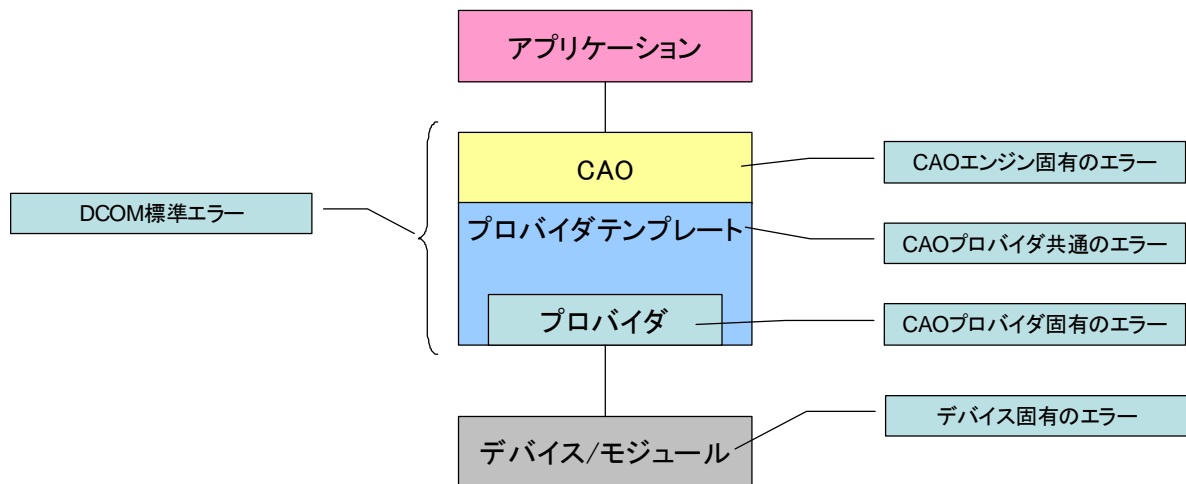 アプリケーション
CAO
CAOエンジン固有のエラー
DCOM標準エラー
プロバイダテンプレート
CAOプロバイダ共通のエラー
プロバイダ
CAOプロバイダ固有のエラー
デバイス固有のエラー
デバイス/モジュール